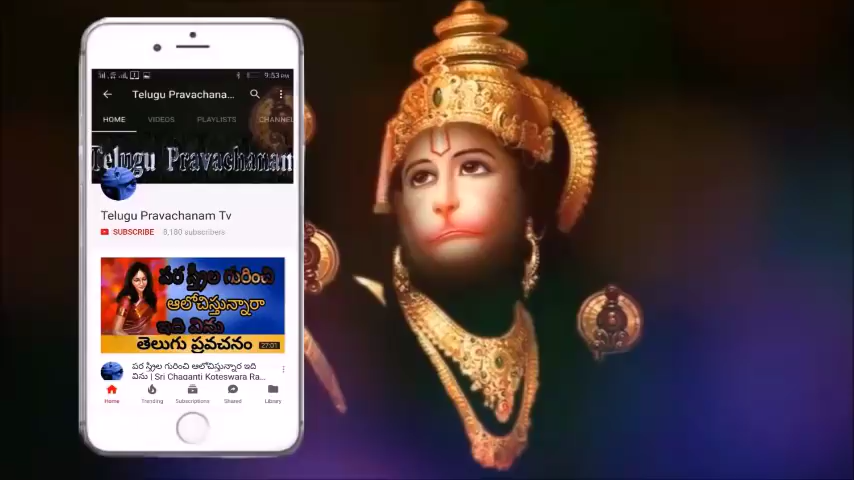 9:53 PM
Telugu Pravachana...
HOME VIDEOS PLAYLISTS CHANNEL
Telugu Pravachanam
Telugu Pravachanam Tv
SUBSCRIBE 8,180 subscribers
పర స్త్రీల గురించి
ఆలోచిస్తున్నారా
ఇది విను
తెలుగు ప్రవచనం 27:01
పర స్త్రీల గురించి ఆలోచిస్తున్నార ఇది
విను | Sri Chaganti Koteswara Ra...
Home Trending Subscriptions Shared Library